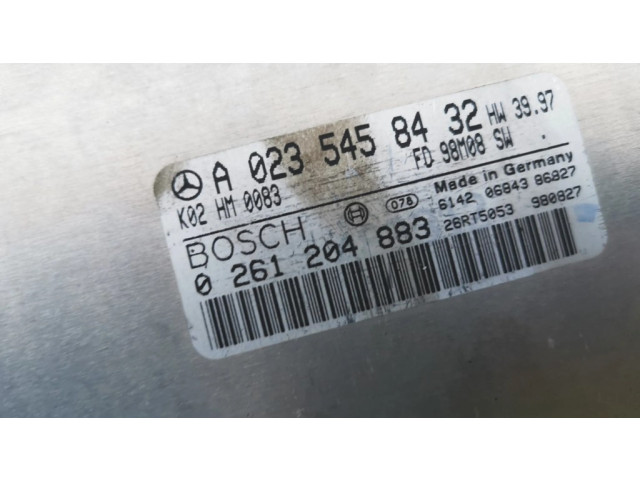 A 023 545 84 32 HW 39.97
K02 HM 0083 FD 98M08 SW .
Made in Germany
BOSCH 078 6142 06843 86827
0 261 204 883 26RT5053 980827